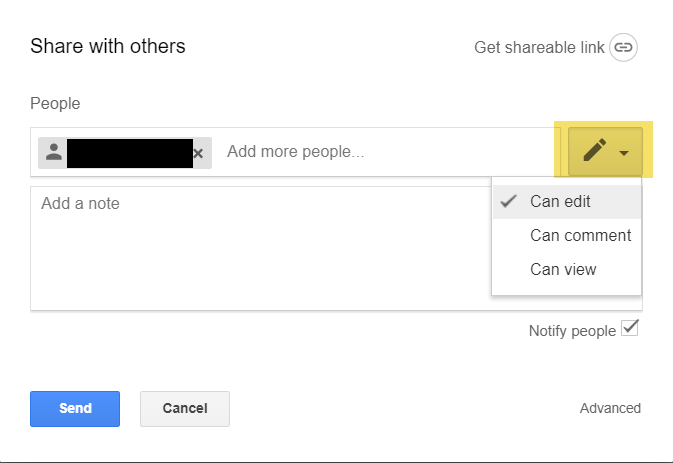 Share with others
Get shareable link
People
Add more people...
Add a note
Can edit
Can comment
Can view
Notify people
Send
Cancel
Advanced